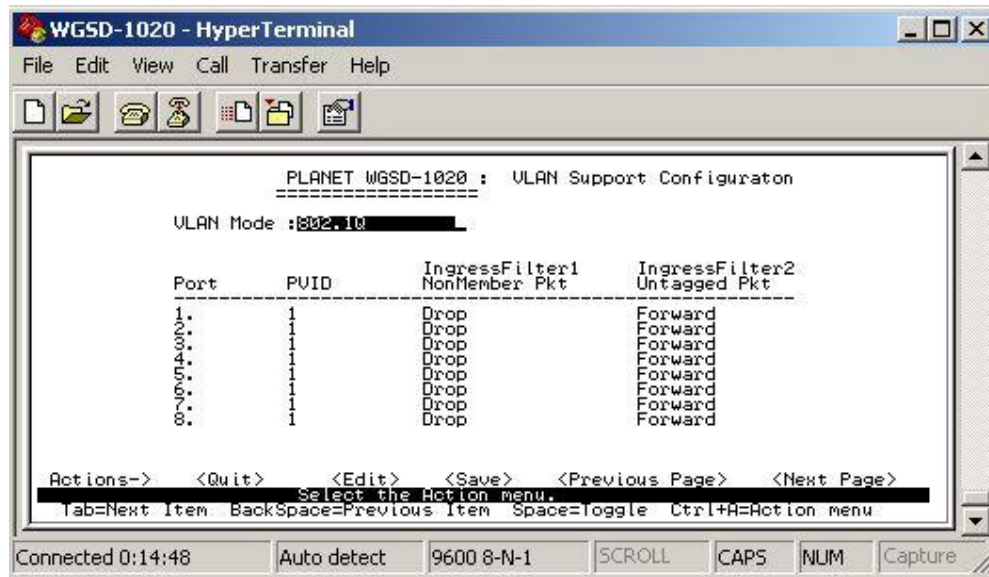 WGSD-1020 - HyperTerminal
File Edit View Call Transfer Help
PLANET WGSD-1020 : VLAN Support Configuraton
===================
VLAN Mode :802.1Q
IngressFilter1 IngressFilter2
Port PVID NonMember Pkt Untagged Pkt
1. 1 Drop Forward
2. 1 Drop Forward
3. 1 Drop Forward
4. 1 Drop Forward
5. 1 Drop Forward
6. 1 Drop Forward
7. 1 Drop Forward
8. 1 Drop Forward
Actions-> <Quit> <Edit> <Save> <Previous Page> <Next Page>
Select the Action menu.
Tab=Next Item BackSpace=Previous Item Space=Toggle Ctrl+A=Action menu
Connected 0:14:48 Auto detect 9600 8-N-1 SCROLL CAPS NUM Capture